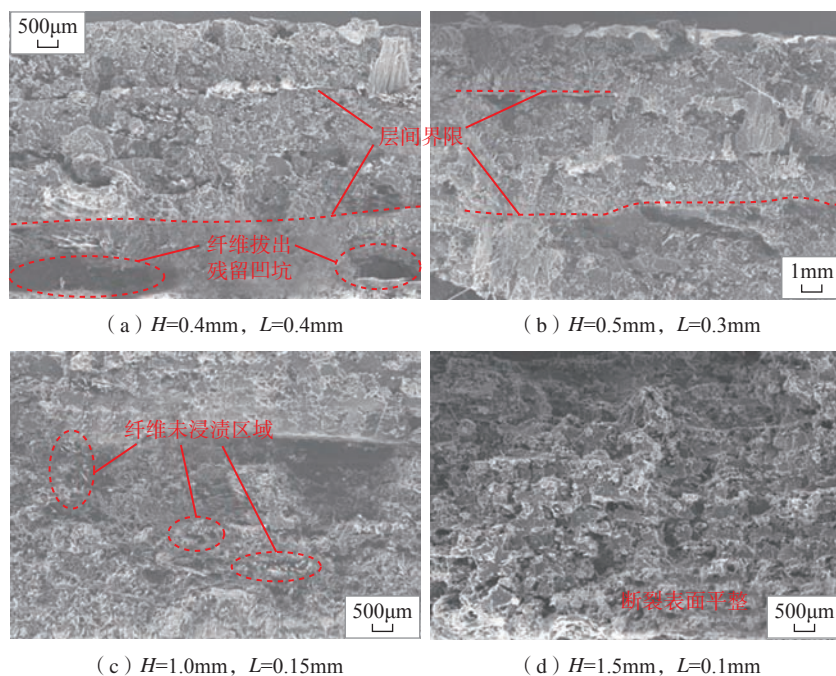 500μm
层间界限
纤维拔出
残留凹坑
1mm
（a）H=0.4mm，L=0.4mm
（b）H=0.5mm，L=0.3mm
纤维未浸渍区域
500μm
断裂表面平整
500μm
（c）H=1.0mm，L=0.15mm
（d）H=1.5mm，L=0.1mm